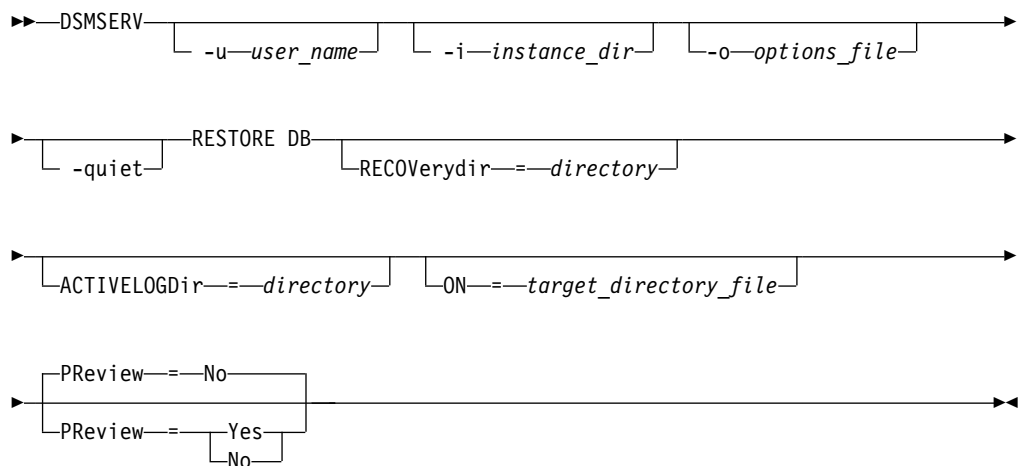 DSMSERV
-u user_name -i instance_dir -o options_file
-quiet RESTORE DB
RECOVerydir = directory
ACTIVELOGDir = directory ON = target_directory_file
PReview = No
PReview = Yes
No